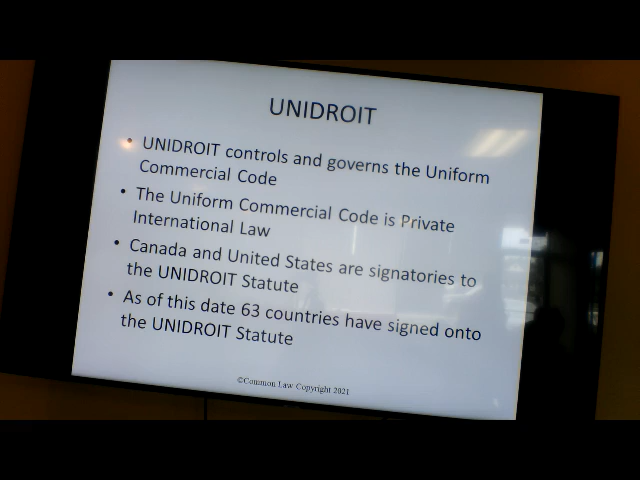 UNIDROIT
• UNIDROIT controls and governs the Uniform
Commercial Code
• The Uniform Commercial Code is Private
International Law
• Canada and United States are signatories to
the UNIDROIT Statute
• As of this date 63 countries have signed onto
the UNIDROIT Statute
©Common Law Copyright 2021